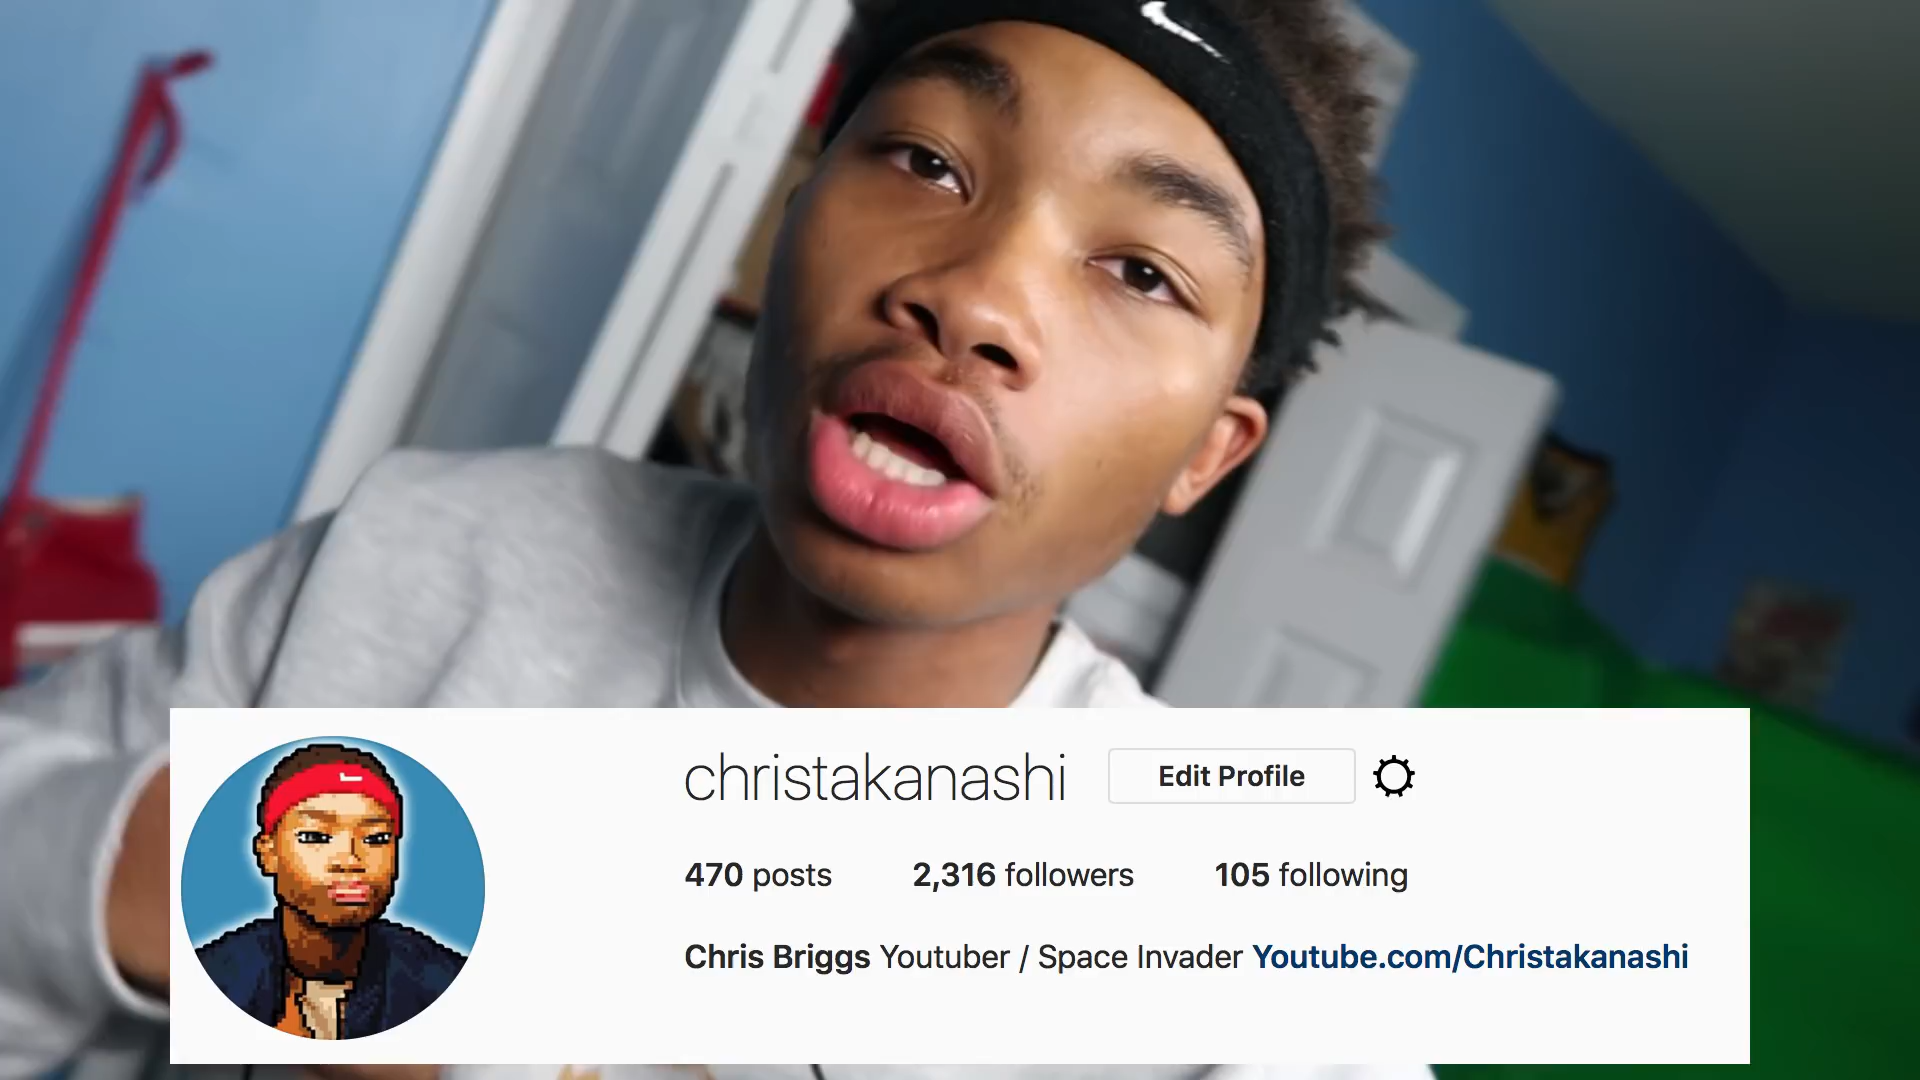 christakanashi Edit Profile
470 posts 2,316 followers 105 following
Chris Briggs Youtuber / Space Invader Youtube.com/Christakanashi